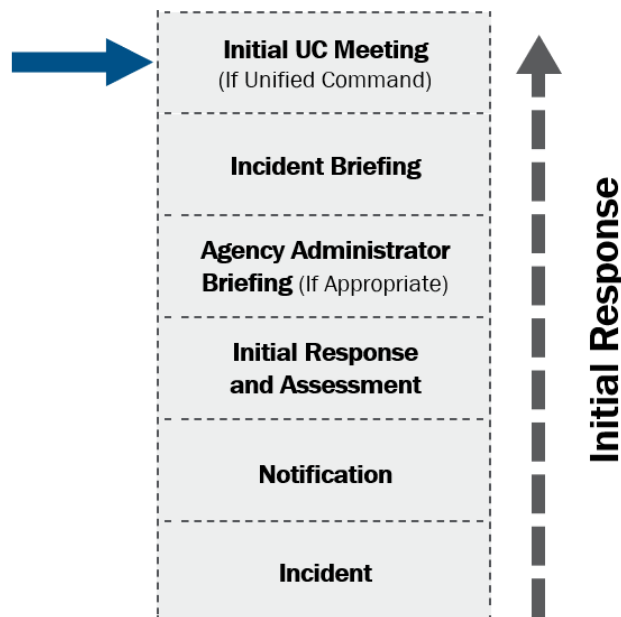 Initial UC Meeting
(If Unified Command)
Incident Briefing
Agency Administrator
Briefing (If Appropriate)
Initial Response
and Assessment
Notification
Incident
Initial Response